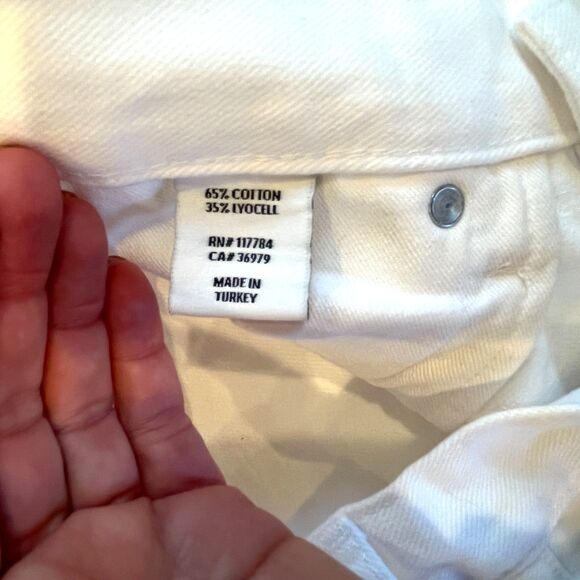 65% COTTON
35% LYOCELL
RN# 117784
CA# 36979
MADE IN
TURKEY